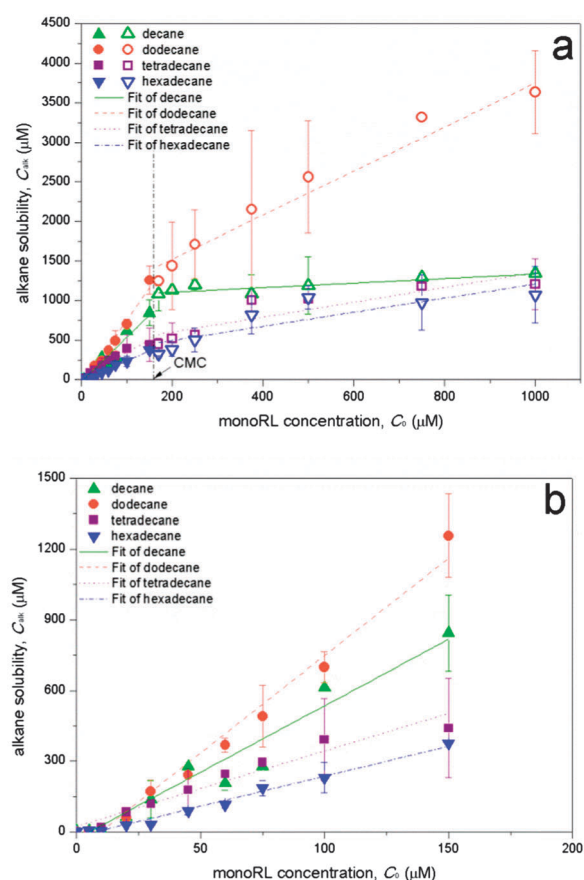 a
decane
dodecane
tetradecane
hexadecane
Fit of decane
Fit of dodecane
Fit of tetradecane
Fit of hexadecane
4500
4000
3500
3000
2500
2000
1500
1000
500
0
alkane solubility, Calk (μM)
CMC
0 200 400 600 800 1000
monoRL concentration, C0 (μM)
b
decane
dodecane
tetradecane
hexadecane
Fit of decane
Fit of dodecane
Fit of tetradecane
Fit of hexadecane
1500
1200
900
600
300
0
alkane solubility, Calk (μM)
0 50 100 150 200
monoRL concentration, C0 (μM)